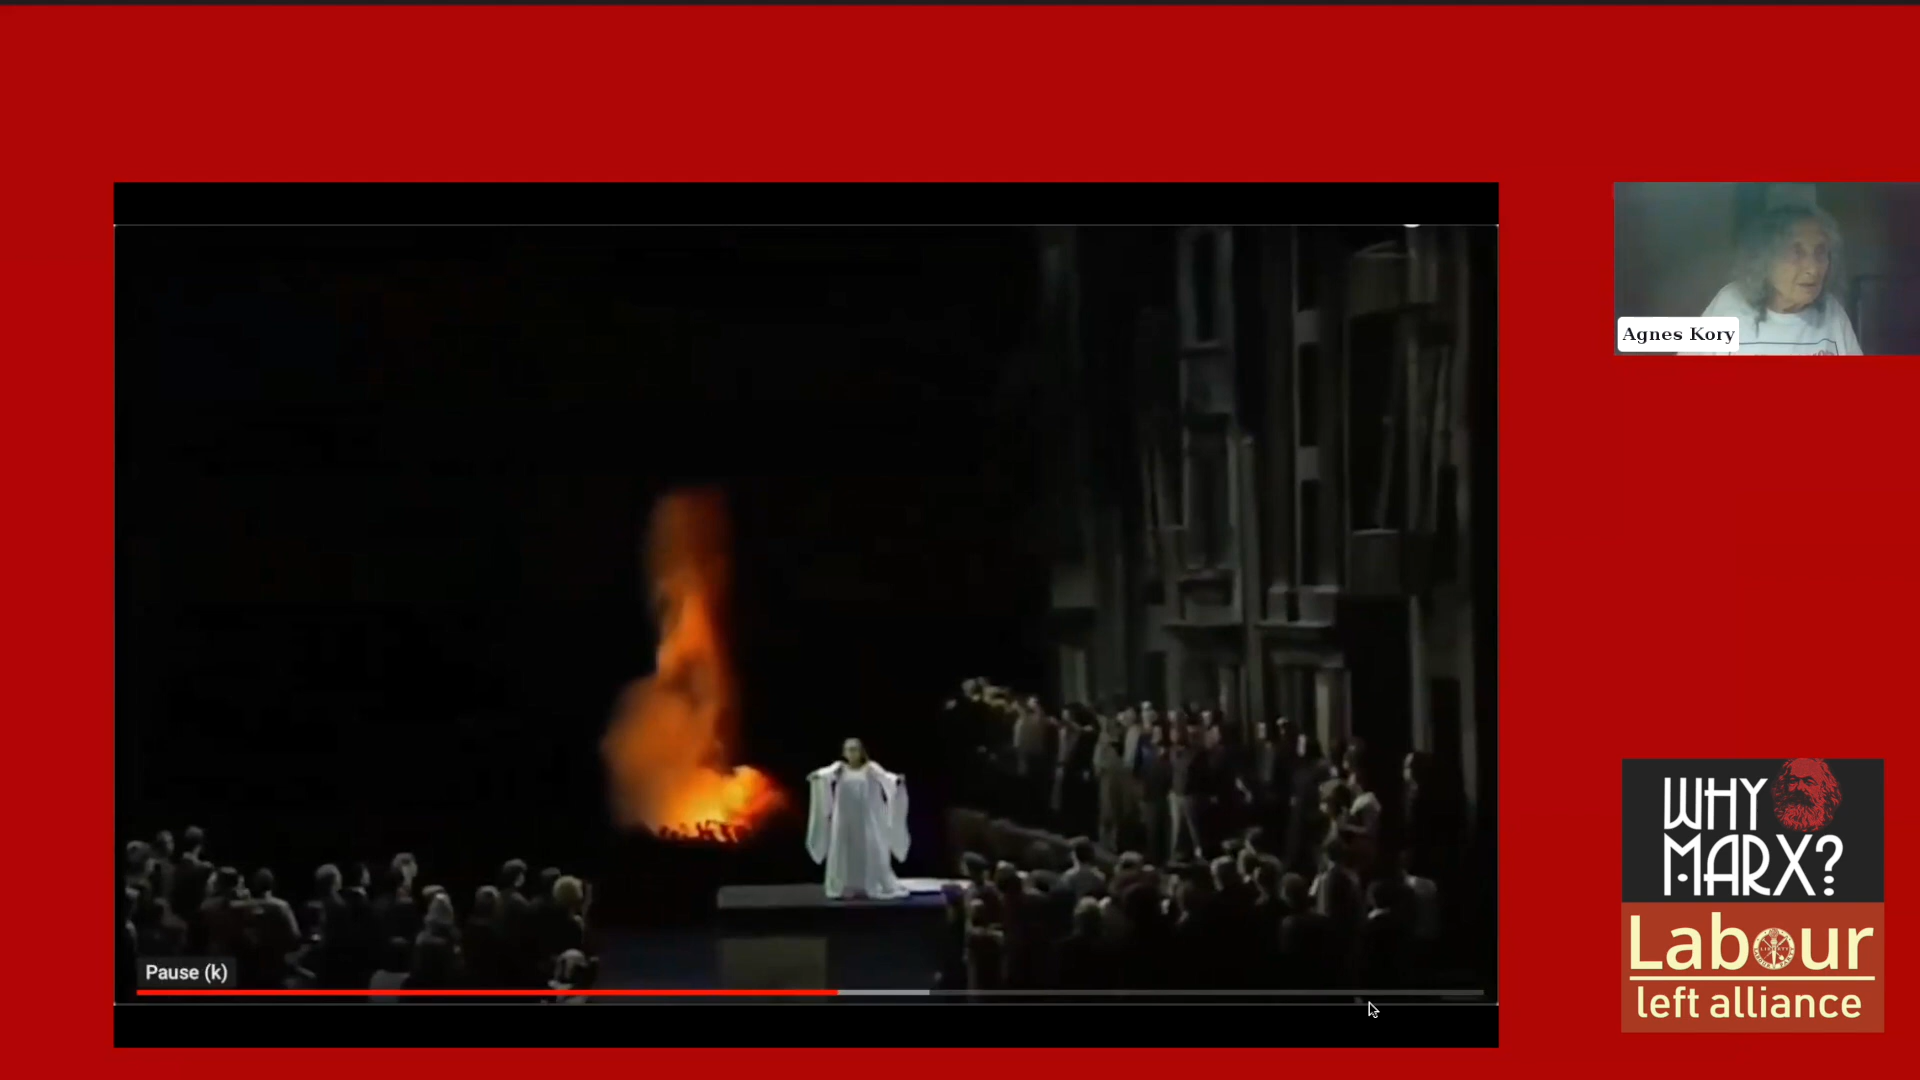 Agnes Kory
WHY
MARX?
Labour
left alliance
Pause (k)